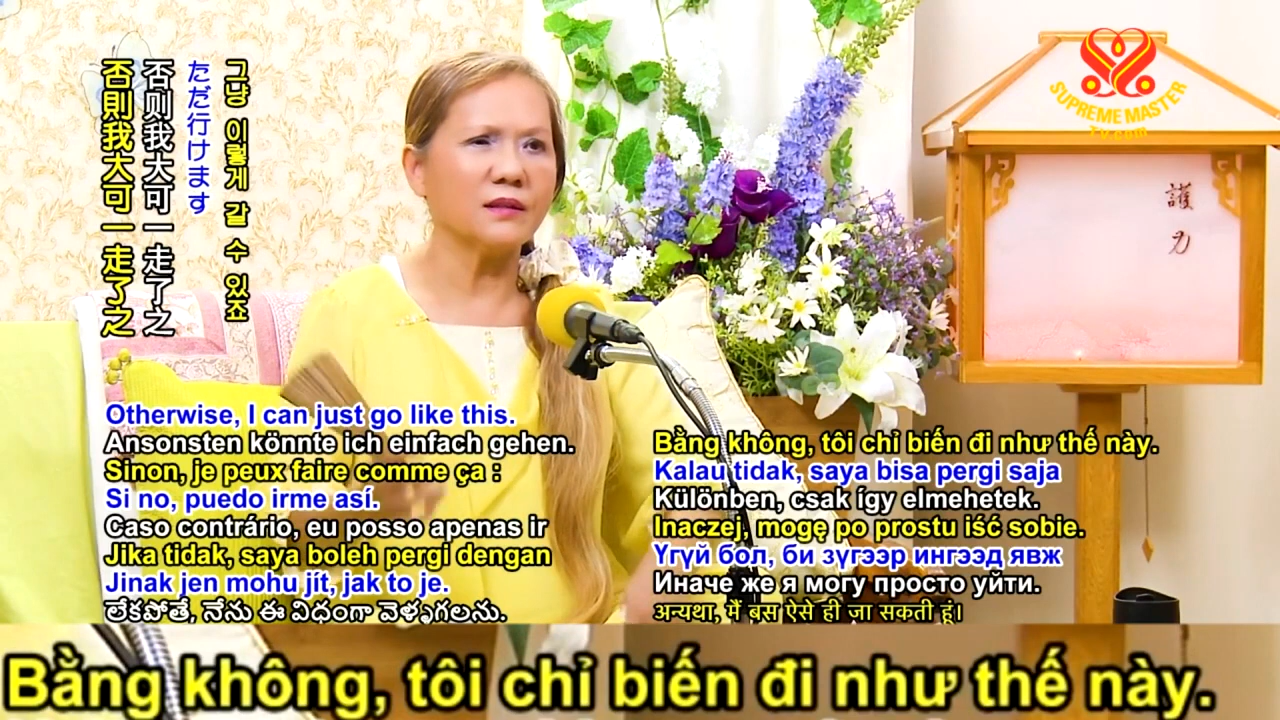 그냥 이렇게 갈 수 있죠
ただ行けます
否则我大可一走了之
否則我大可一走了之
SUPREME MASTER
TV.com
護力
Otherwise, I can just go like this.
Ansonsten könnte ich einfach gehen.
Sinon, je peux faire comme ça :
Si no, puedo irme así.
Caso contrário, eu posso apenas ir
Jika tidak, saya boleh pergi dengan
Jinak jen mohu jít, jak to je.
లేకపోతే, నేను ఈ విధంగా వెళ్ళగలను.
Bằng không, tôi chỉ biến đi như thế này.
Kalau tidak, saya bisa pergi saja
Különben, csak így elmehetek.
Inaczej, mogę po prostu iść sobie.
Үгүй бол, би зүгээр ингээд явж
Иначе же я могу просто уйти.
अन्यथा, मैं बस ऐसे ही जा सकती हूं।
Bằng không, tôi chỉ biến đi như thế này.